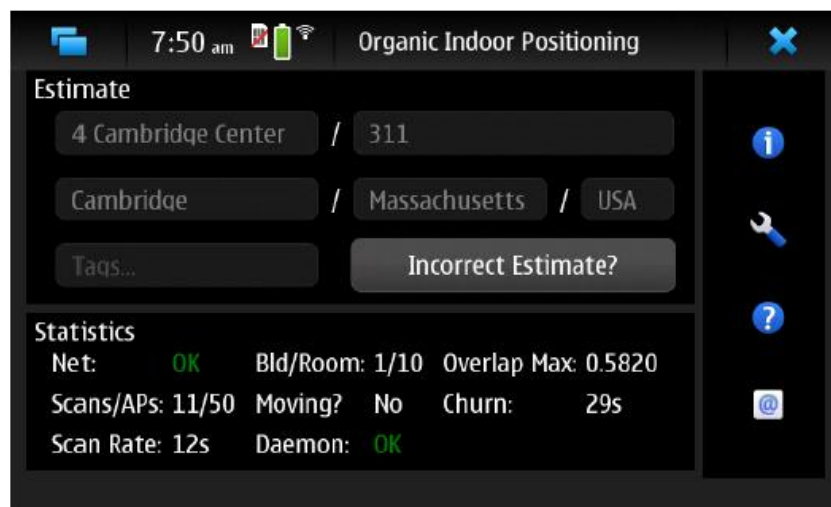 7:50 am Organic Indoor Positioning
Estimate
4 Cambridge Center / 311
Cambridge / Massachusetts / USA
Tags... Incorrect Estimate?
Statistics
Net: OK Bld/Room: 1/10 Overlap Max: 0.5820
Scans/APs: 11/50 Moving? No Churn: 29s
Scan Rate: 12s Daemon: OK